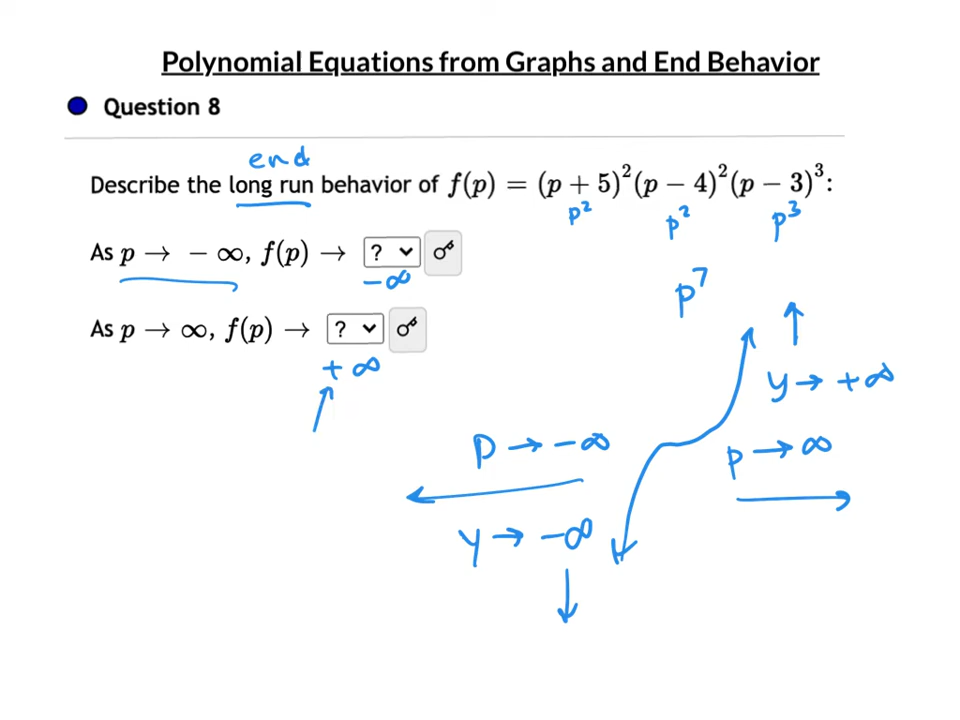 Polynomial Equations from Graphs and End Behavior
Question 8
end
Describe the long run behavior of f(p) = (p + 5)²(p − 4)²(p − 3)³:
p² p² p³
As p → − ∞, f(p) → ?
−∞
p⁷
As p → ∞, f(p) → ?
+∞
y → +∞
p → −∞
p → ∞
y → −∞